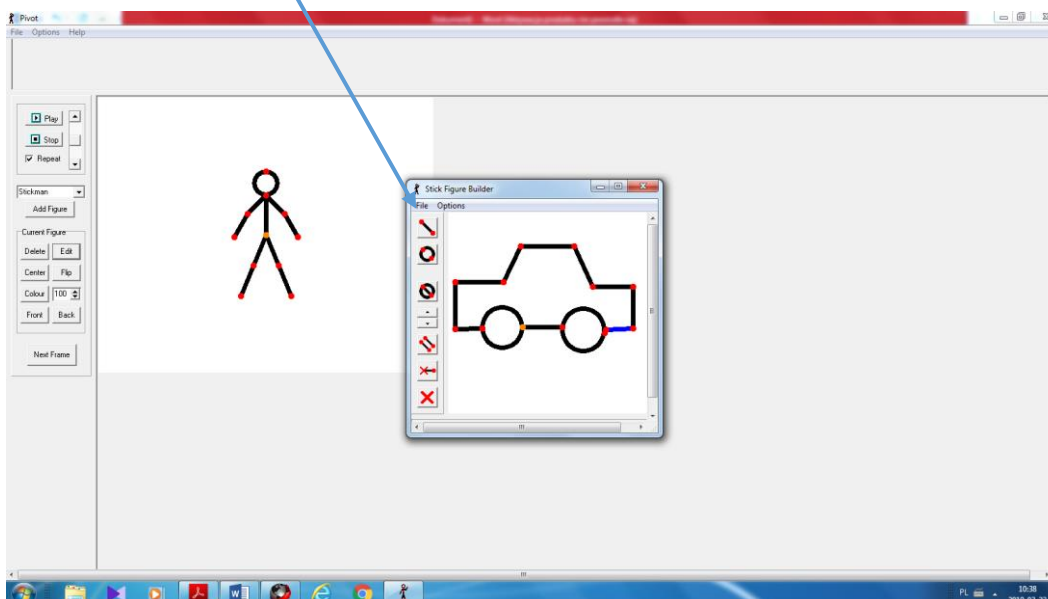 Pivot
File Options Help
Play
Stop
Repeat
Stickman
Add Figure
Current Figure
Delete Edit
Center Flip
Colour 100
Front Back
Next Frame
Stick Figure Builder
File Options
PL 10:38